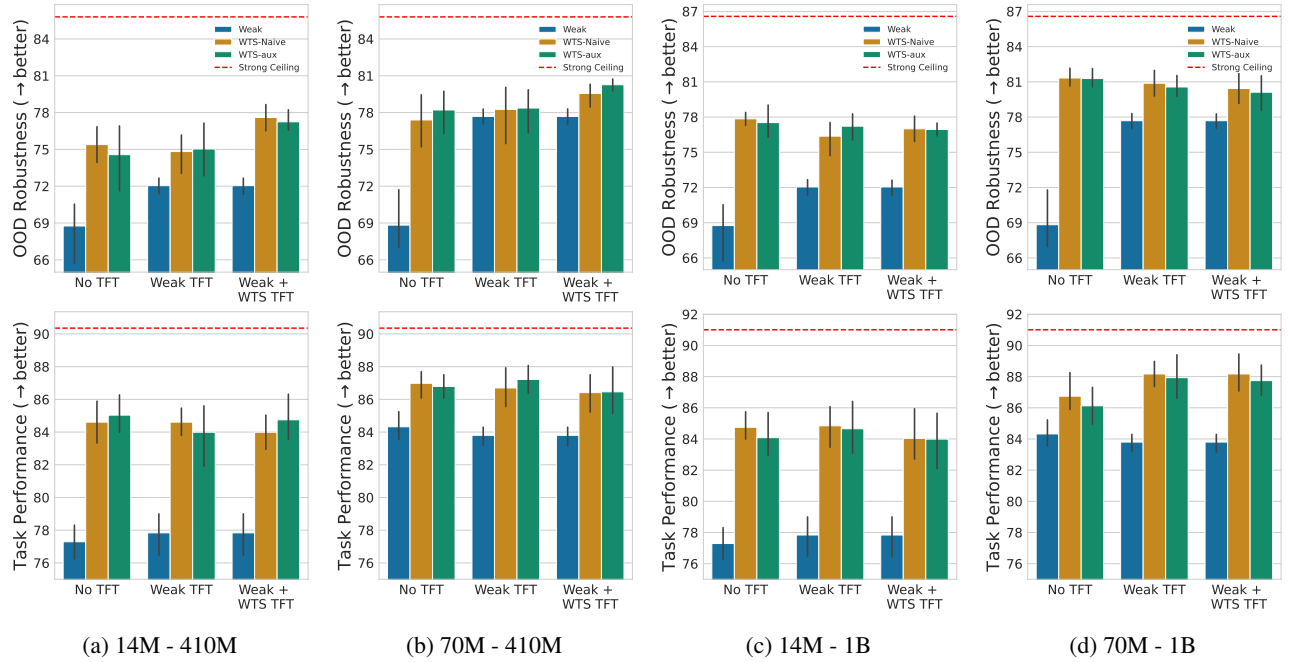 OOD Robustness (→better)
84
81
78
75
72
69
66
Weak
WTS-Naive
WTS-aux
Strong Ceiling
No TFT
Weak TFT
Weak +
WTS TFT
OOD Robustness (→better)
84
81
78
75
72
69
66
Weak
WTS-Naive
WTS-aux
Strong Ceiling
No TFT
Weak TFT
Weak +
WTS TFT
OOD Robustness (→better)
87
84
81
78
75
72
69
66
Weak
WTS-Naive
WTS-aux
Strong Ceiling
No TFT
Weak TFT
Weak +
WTS TFT
OOD Robustness (→better)
87
84
81
78
75
72
69
66
Weak
WTS-Naive
WTS-aux
Strong Ceiling
No TFT
Weak TFT
Weak +
WTS TFT
Task Performance (→better)
90
88
86
84
82
80
78
76
No TFT
Weak TFT
Weak +
WTS TFT
Task Performance (→better)
90
88
86
84
82
80
78
76
No TFT
Weak TFT
Weak +
WTS TFT
Task Performance (→better)
92
90
88
86
84
82
80
78
76
No TFT
Weak TFT
Weak +
WTS TFT
Task Performance (→better)
92
90
88
86
84
82
80
78
76
No TFT
Weak TFT
Weak +
WTS TFT
(a) 14M - 410M
(b) 70M - 410M
(c) 14M - 1B
(d) 70M - 1B